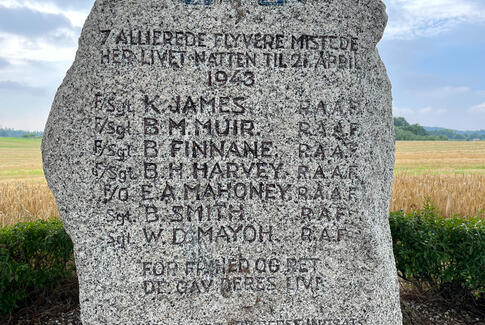 7 ALLIEREDE FLYVERE MISTEDE
HER LIVET NATTEN TIL 21. APRIL
1943
F/Sgt. K. JAMES. R.A.A.F.
F/Sgt. B. M. MUIR. R.A.A.F.
F/Sgt. B. FINNANE. R.A.A.F.
F/Sgt. B. H. HARVEY. R.A.A.F.
F/O. E. A. MAHONEY. R.A.A.F.
Sgt. B. SMITH. R.A.F.
Sgt. W. D. MAYOH. R.A.F.
FOR FRIHED OG RET
DE GAV DERES LIV